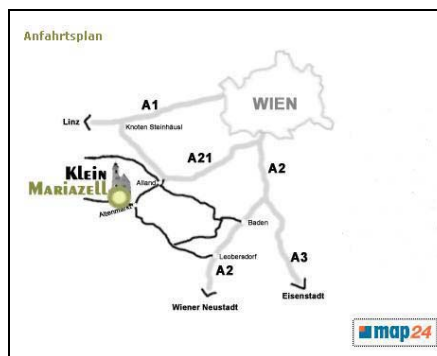 Anfahrtsplan
A1
WIEN
Linz
Knoten Steinhäusl
A21
A2
KLEIN
MARIAZELL
Alland
Altenmarkt
Baden
Leobersdorf
A2
A3
Wiener Neustadt
Eisenstadt
map24